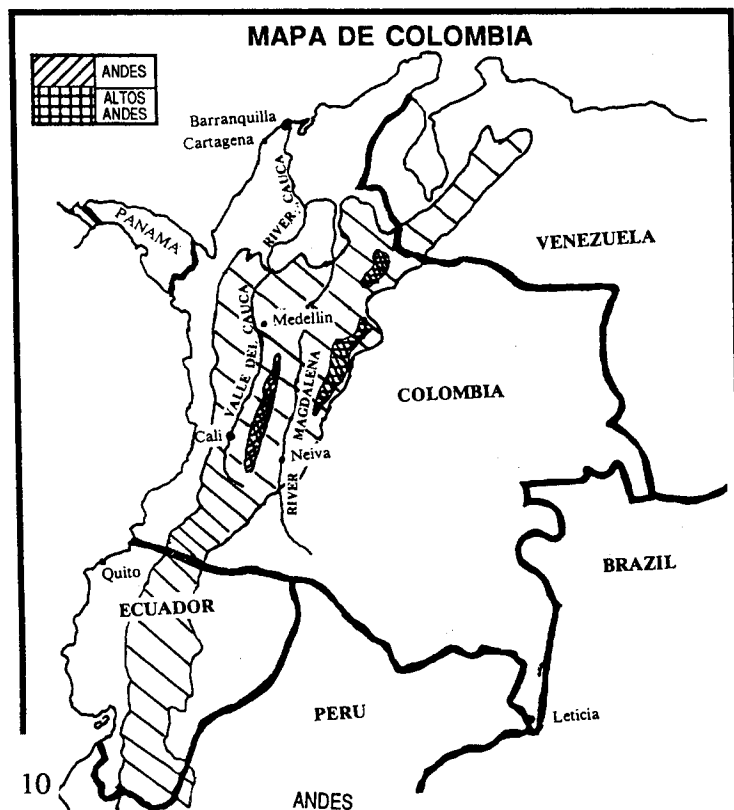 MAPA DE COLOMBIA
ANDES
ALTOS
ANDES
Barranquilla
Cartagena
RIVER CAUCA
PANAMA
VENEZUELA
VALLE DEL CAUCA
Medellin
RIVER MAGDALENA
COLOMBIA
Cali
Neiva
Quito
BRAZIL
ECUADOR
PERU
Leticia
10
ANDES